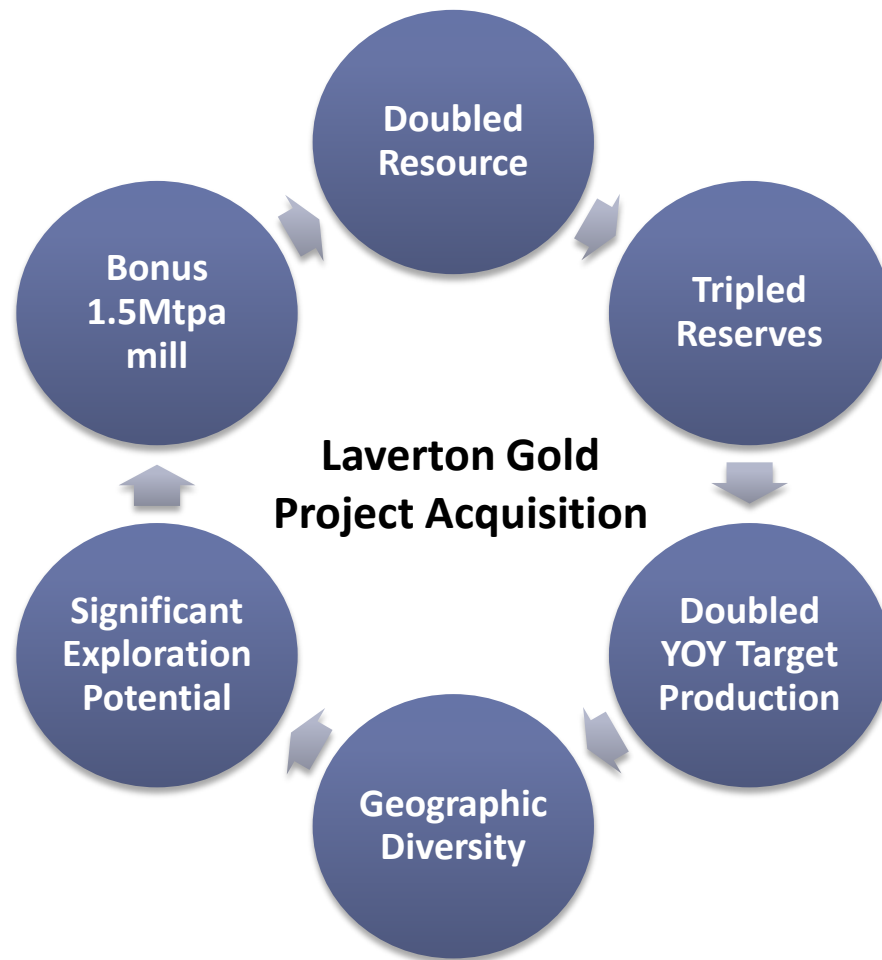 Doubled
Resource
Tripled
Reserves
Doubled
YOY Target
Production
Geographic
Diversity
Significant
Exploration
Potential
Bonus
1.5Mtpa
mill
Laverton Gold
Project Acquisition